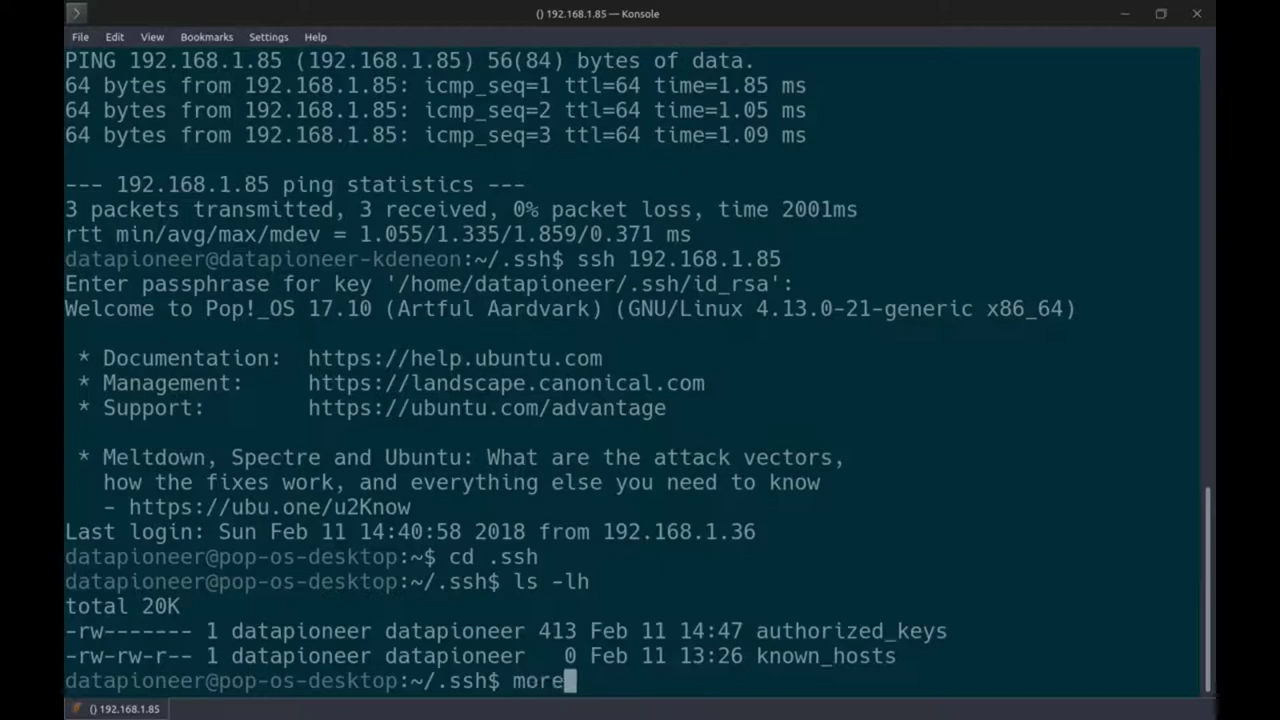 () 192.168.1.85 — Konsole
File Edit View Bookmarks Settings Help
PING 192.168.1.85 (192.168.1.85) 56(84) bytes of data.
64 bytes from 192.168.1.85: icmp_seq=1 ttl=64 time=1.85 ms
64 bytes from 192.168.1.85: icmp_seq=2 ttl=64 time=1.05 ms
64 bytes from 192.168.1.85: icmp_seq=3 ttl=64 time=1.09 ms
--- 192.168.1.85 ping statistics ---
3 packets transmitted, 3 received, 0% packet loss, time 2001ms
rtt min/avg/max/mdev = 1.055/1.335/1.859/0.371 ms
datapioneer@datapioneer-kdeneon:~/.ssh$ ssh 192.168.1.85
Enter passphrase for key '/home/datapioneer/.ssh/id_rsa':
Welcome to Pop!_OS 17.10 (Artful Aardvark) (GNU/Linux 4.13.0-21-generic x86_64)
* Documentation: https://help.ubuntu.com
* Management: https://landscape.canonical.com
* Support: https://ubuntu.com/advantage
* Meltdown, Spectre and Ubuntu: What are the attack vectors,
how the fixes work, and everything else you need to know
- https://ubu.one/u2Know
Last login: Sun Feb 11 14:40:58 2018 from 192.168.1.36
datapioneer@pop-os-desktop:~$ cd .ssh
datapioneer@pop-os-desktop:~/.ssh$ ls -lh
total 20K
-rw------- 1 datapioneer datapioneer 413 Feb 11 14:47 authorized_keys
-rw-rw-r-- 1 datapioneer datapioneer 0 Feb 11 13:26 known_hosts
datapioneer@pop-os-desktop:~/.ssh$ more
() 192.168.1.85